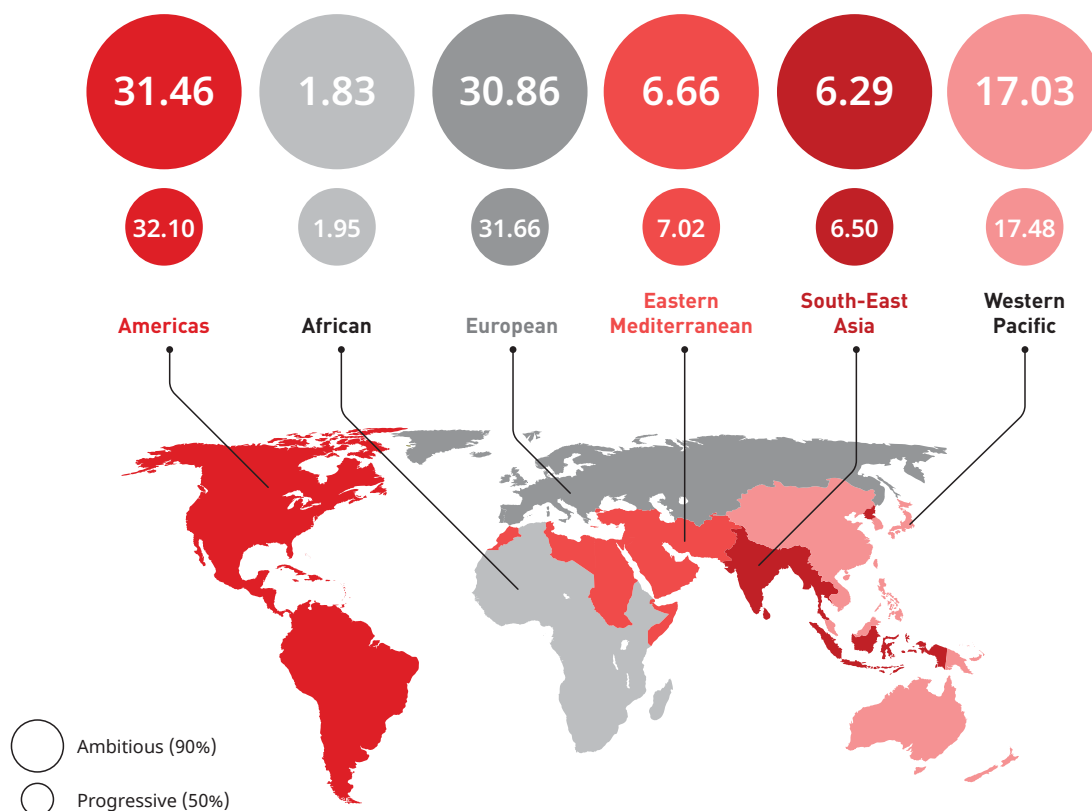 31.46 1.83 30.86 6.66 6.29 17.03
32.10 1.95 31.66 7.02 6.50 17.48
Americas
African
European
Eastern
Mediterranean
South-East
Asia
Western
Pacific
Ambitious (90%)
Progressive (50%)